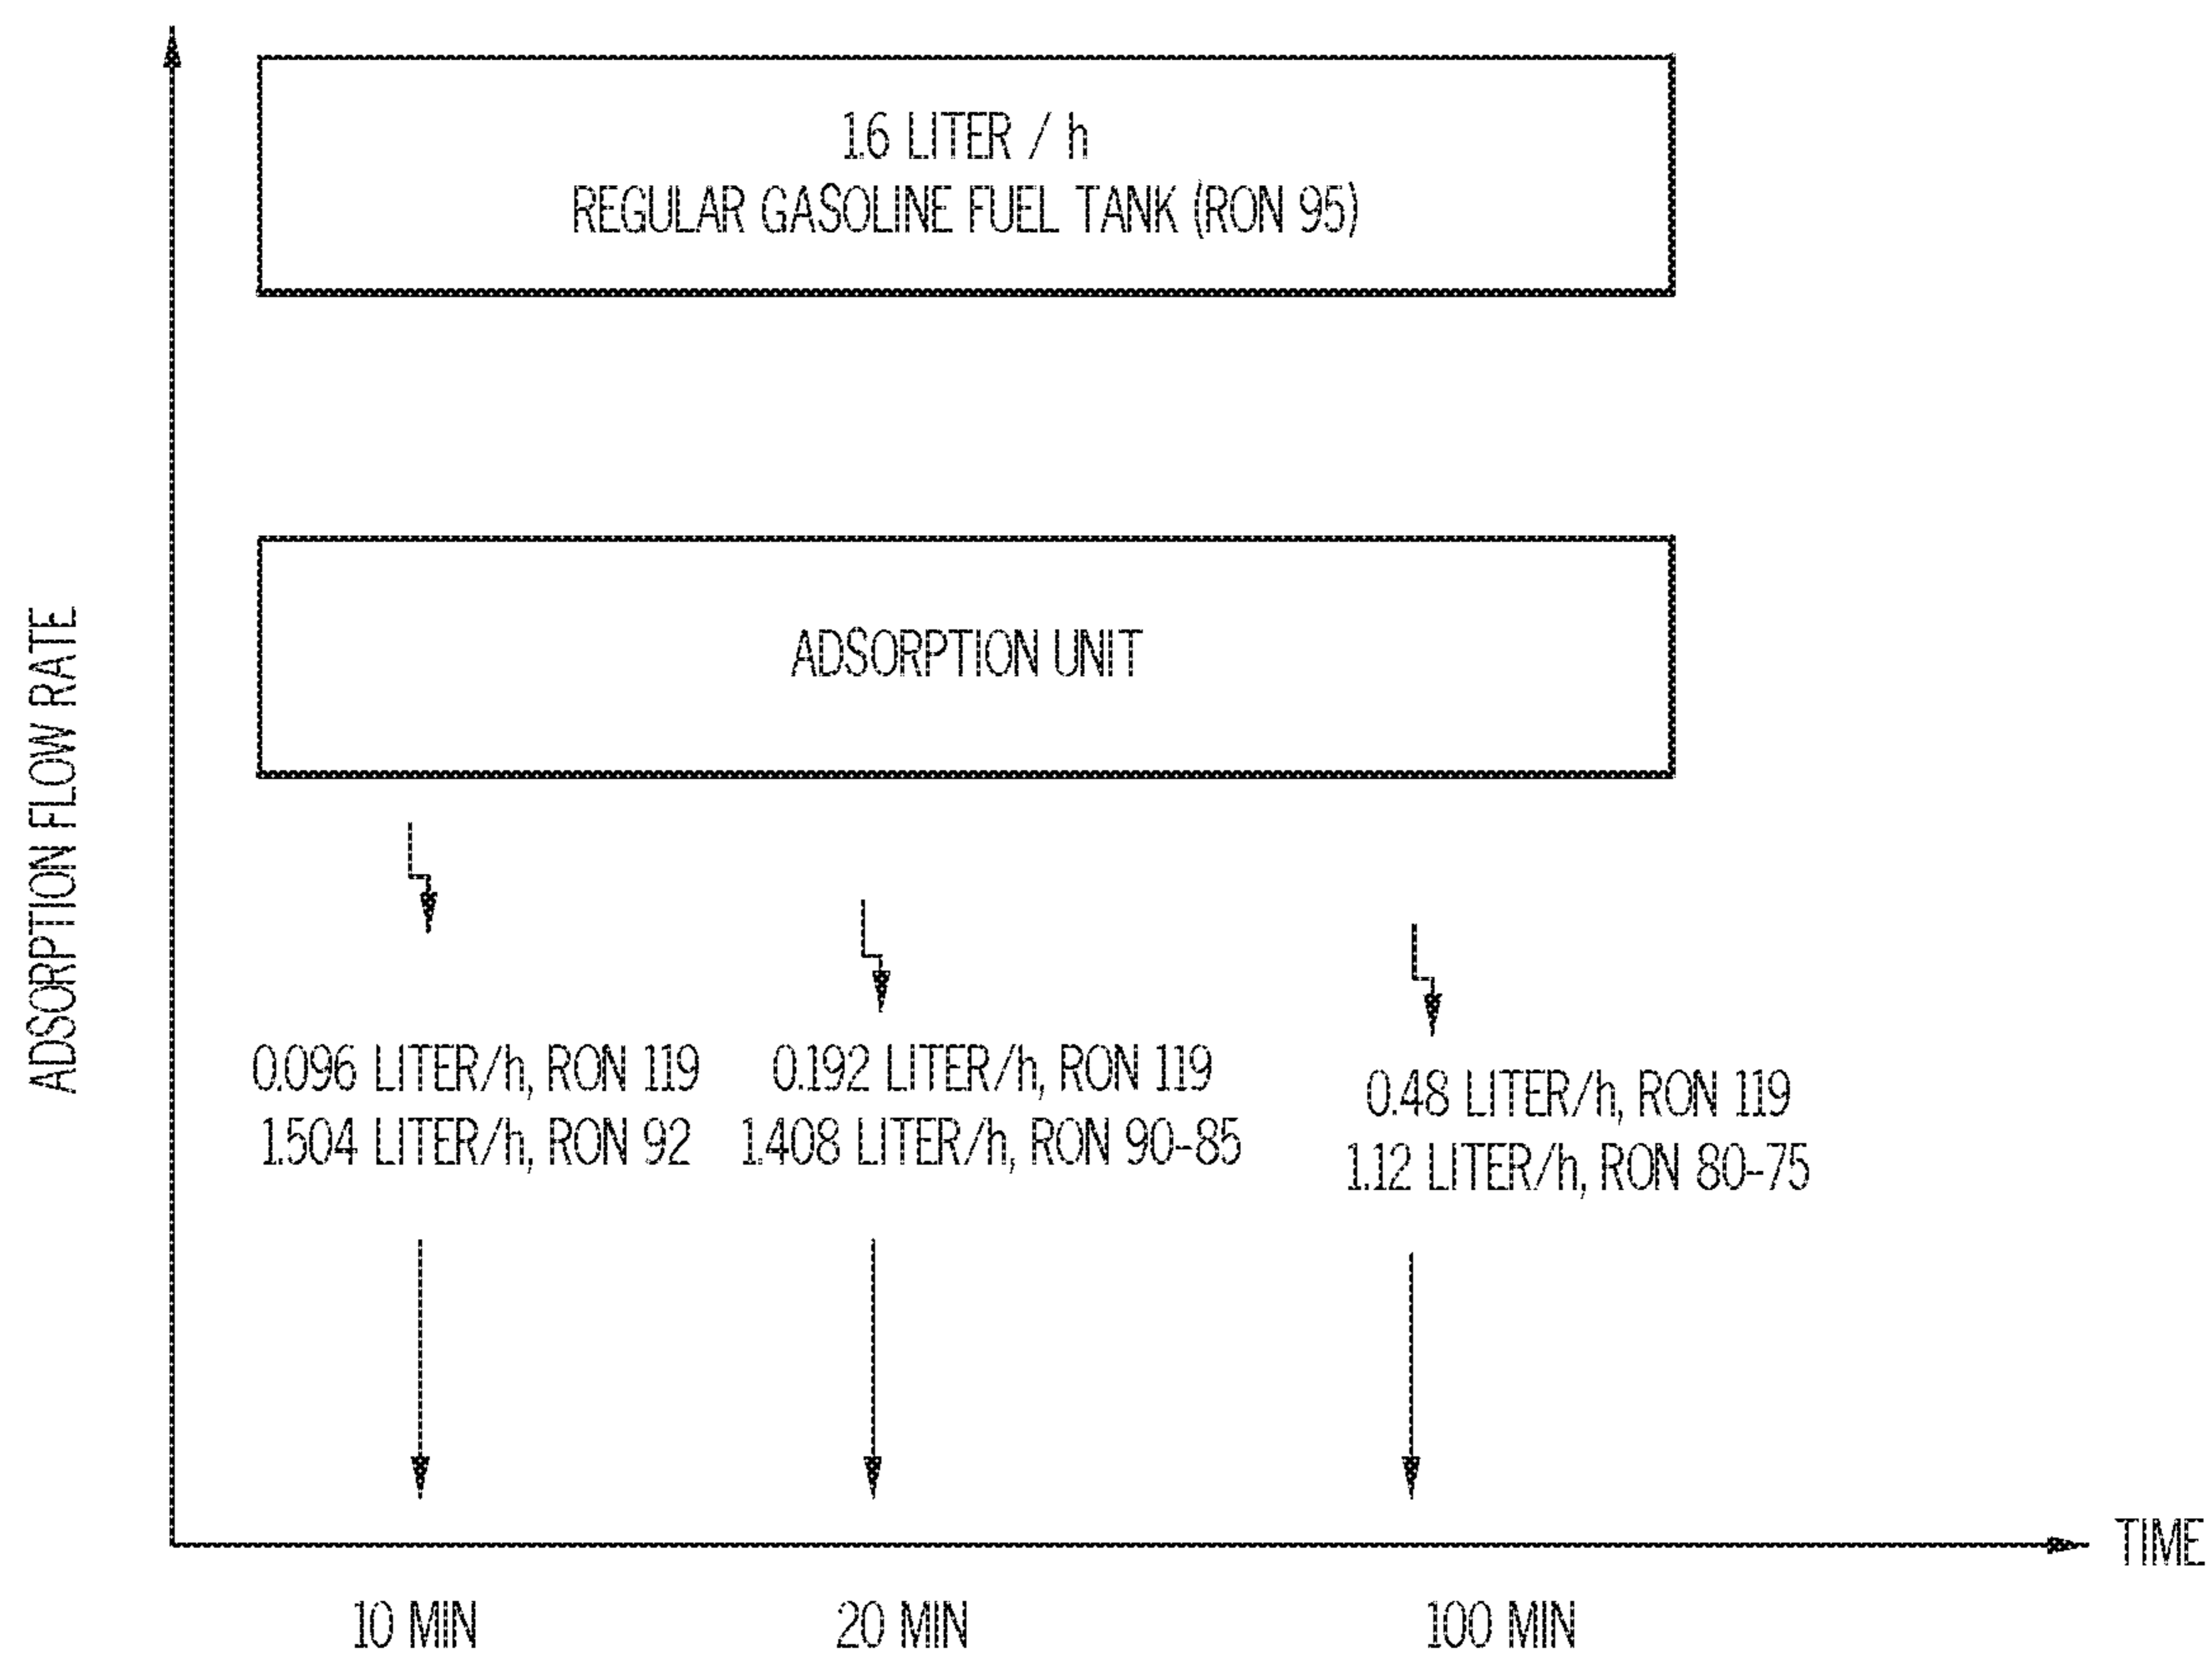 1.6 LITER / h
REGULAR GASOLINE FUEL TANK (RON 95)
ADSORPTION UNIT
ADSORPTION FLOW RATE
0.096 LITER/h, RON 119
1.504 LITER/h, RON 92
0.192 LITER/h, RON 119
1.408 LITER/h, RON 90-85
0.48 LITER/h, RON 119
1.12 LITER/h, RON 80-75
TIME
10 MIN
20 MIN
100 MIN